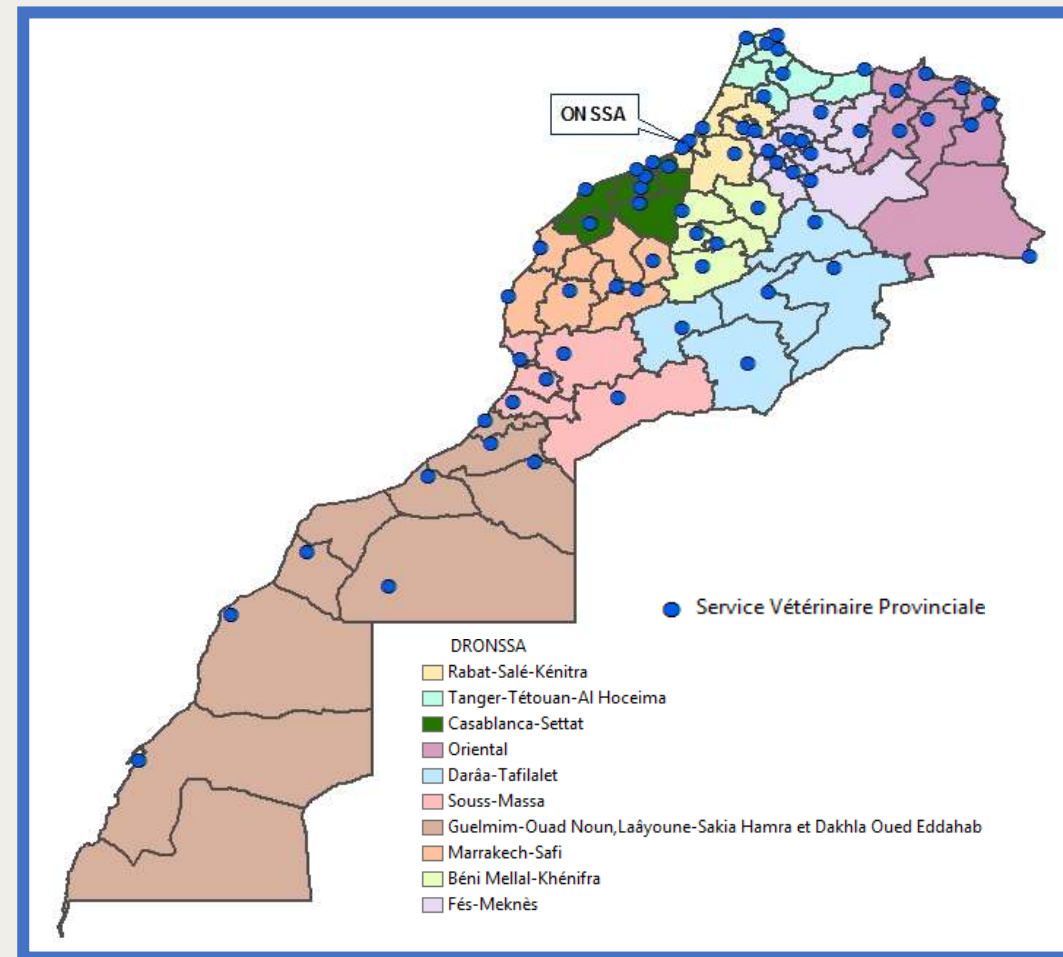 ONSSA
Service Vétérinaire Provinciale
DRONSSA
Rabat-Salé-Kénitra
Tanger-Tétouan-Al Hoceima
Casablanca-Settat
Oriental
Darâa-Tafilalet
Souss-Massa
Guelmim-Ouad Noun,Laâyoune-Sakia Hamra et Dakhla Oued Eddahab
Marrakech-Safi
Béni Mellal-Khénifra
Fés-Meknès